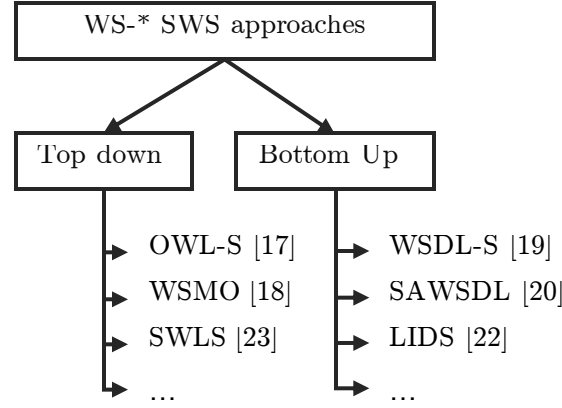 WS-* SWS approaches
Top down
Bottom Up
OWL-S [17]
WSMO [18]
SWLS [23]
...
WSDL-S [19]
SAWSDL [20]
LIDS [22]
...